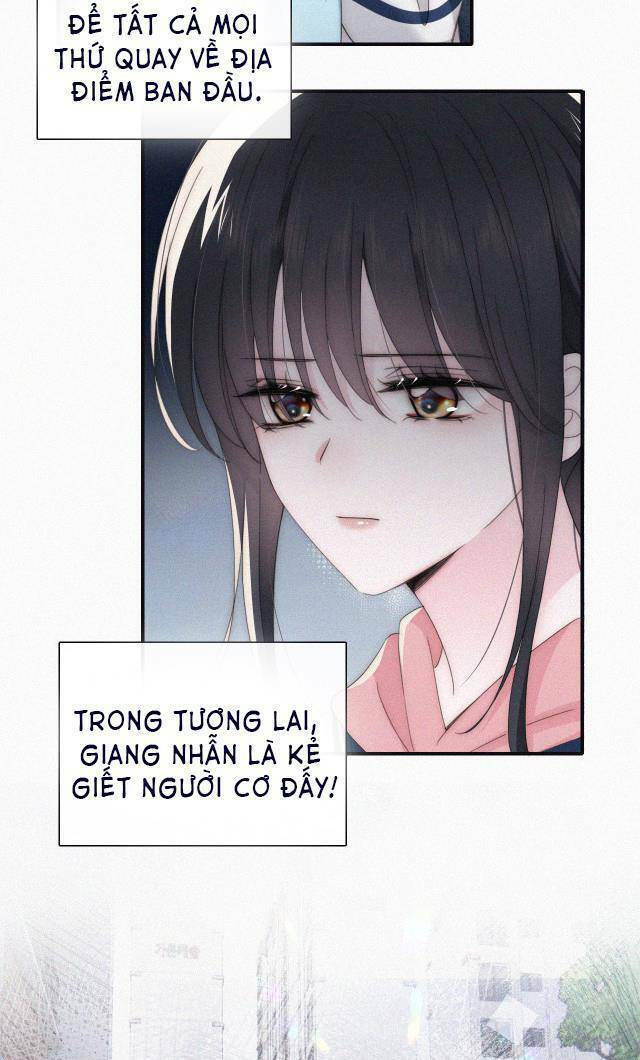 ĐỂ TẤT CẢ MỌI
THỨ QUAY VỀ ĐỊA
ĐIỂM BAN ĐẦU.
TRONG TƯƠNG LAI,
GIANG NHẪN LÀ KẺ
GIẾT NGƯỜI CƠ ĐẤY!